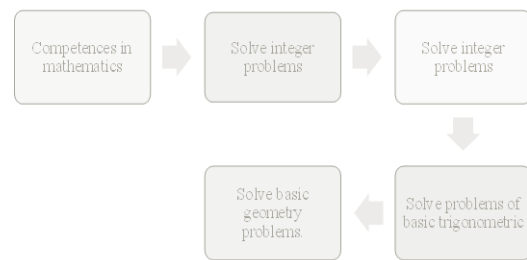 Competences in
mathematics
Solve integer
problems
Solve integer
problems
Solve problems of
basic trigonometric
Solve basic
geometry
problems.